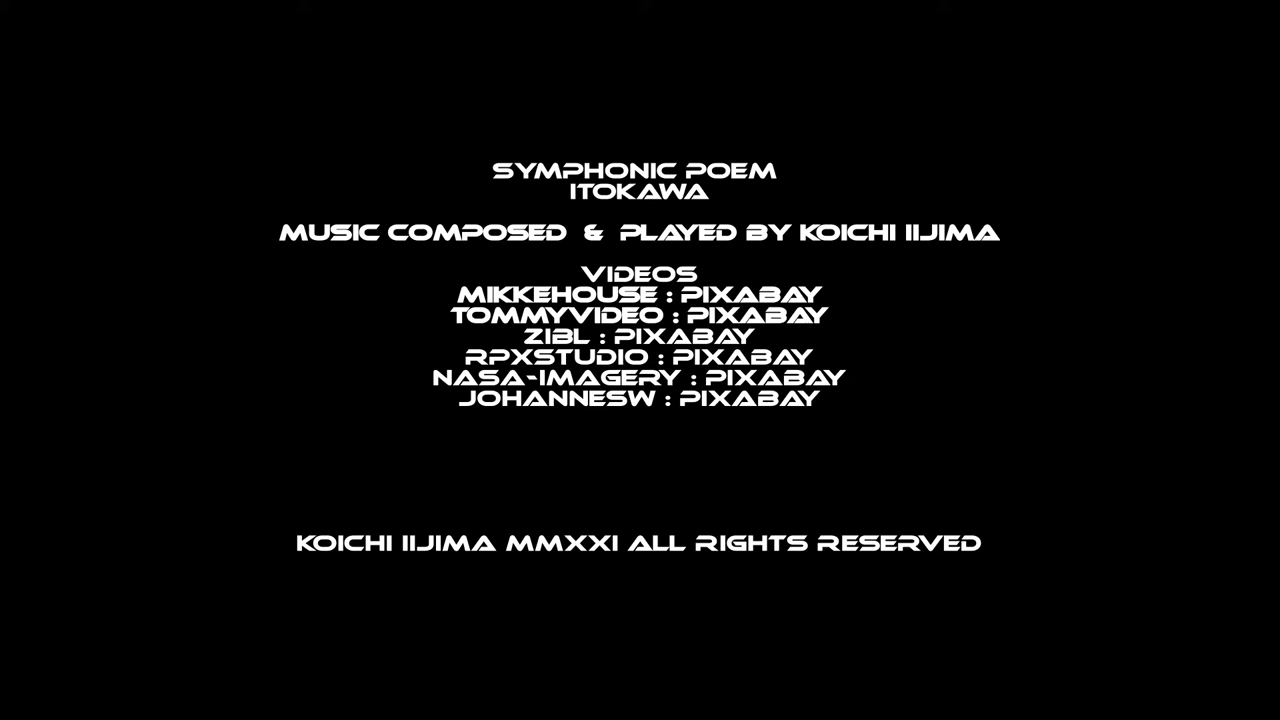 SYMPHONIC POEM
ITOKAWA
MUSIC COMPOSED & PLAYED BY KOICHI IIJIMA
VIDEOS
MIKKEHOUSE : PIXABAY
TOMMYVIDEO : PIXABAY
ZIBL : PIXABAY
RPXSTUDIO : PIXABAY
NASA-IMAGERY : PIXABAY
JOHANNESW : PIXABAY
KOICHI IIJIMA MMXXI ALL RIGHTS RESERVED